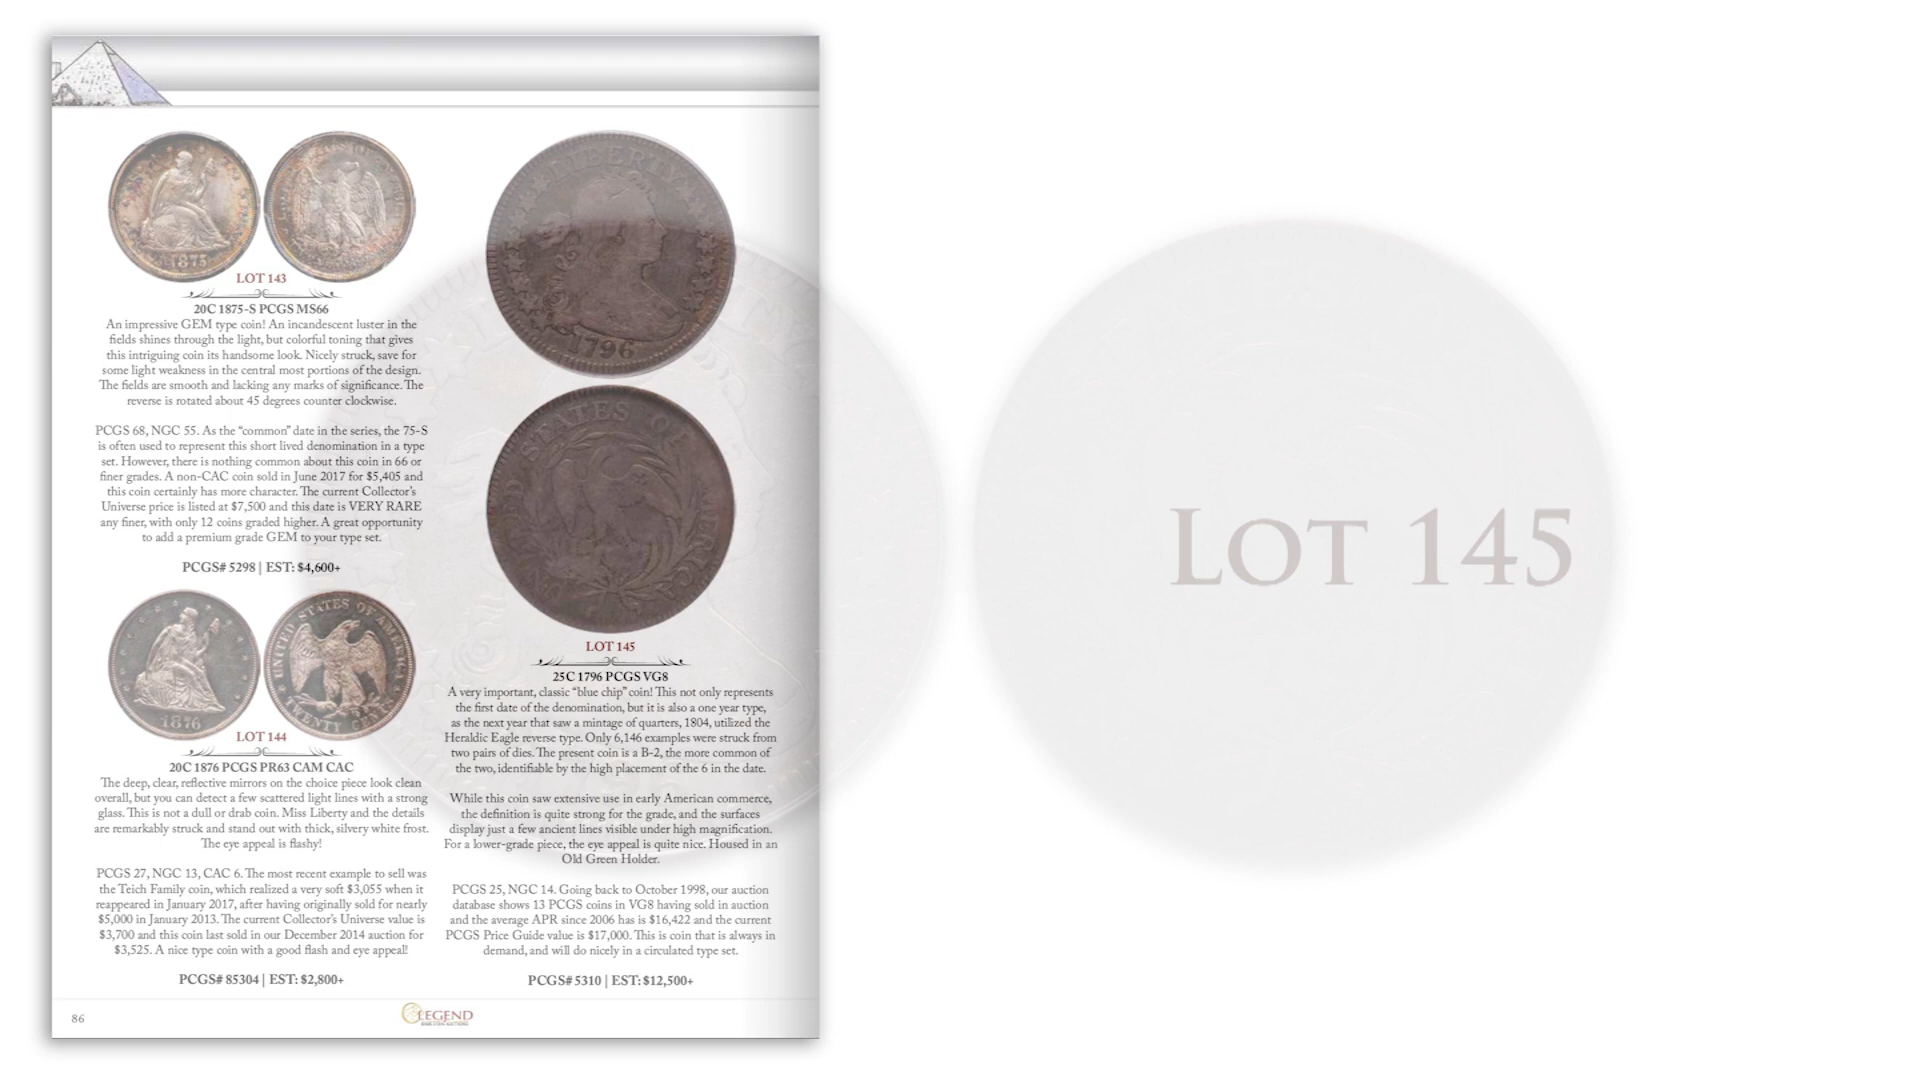 1875
LOT 143
20C 1875-S PCGS MS66
An impressive GEM type coin! An incandescent luster in the
fields shines through the light, but colorful toning that gives
this intriguing coin its handsome look. Nicely struck, save for
some light weakness in the central most portions of the design.
The fields are smooth and lacking any marks of significance. The
reverse is rotated about 45 degrees counter clockwise.
PCGS 68, NGC 55. As the “common” date in the series, the 75-S
is often used to represent this short lived denomination in a type
set. However, there is nothing common about this coin in 66 or
finer grades. A non-CAC coin sold in June 2017 for $5,405 and
this coin certainly has more character. The current Collector’s
Universe price is listed at $7,500 and this date is VERY RARE
any finer, with only 12 coins graded higher. A great opportunity
to add a premium grade GEM to your type set.
PCGS# 5298 | EST: $4,600+
1876
UNITED STATES OF AMERICA
TWENTY CENTS
LOT 144
20C 1876 PCGS PR63 CAM CAC
The deep, clear, reflective mirrors on the choice piece look clean
overall, but you can detect a few scattered light lines with a strong
glass. This is not a dull or drab coin. Miss Liberty and the details
are remarkably struck and stand out with thick, silvery white frost.
The eye appeal is flashy!
PCGS 27, NGC 13, CAC 6. The most recent example to sell was
the Teich Family coin, which realized a very soft $3,055 when it
reappeared in January 2017, after having originally sold for nearly
$5,000 in January 2013. The current Collector’s Universe value is
$3,700 and this coin last sold in our December 2014 auction for
$3,525. A nice type coin with a good flash and eye appeal!
PCGS# 85304 | EST: $2,800+
LIBERTY
1796
STATES OF
LOT 145
25C 1796 PCGS VG8
A very important, classic “blue chip” coin! This not only represents
the first date of the denomination, but it is also a one year type,
as the next year that saw a mintage of quarters, 1804, utilized the
Heraldic Eagle reverse type. Only 6,146 examples were struck from
two pairs of dies. The present coin is a B-2, the more common of
the two, identifiable by the high placement of the 6 in the date.
While this coin saw extensive use in early American commerce,
the definition is quite strong for the grade, and the surfaces
display just a few ancient lines visible under high magnification.
For a lower-grade piece, the eye appeal is quite nice. Housed in an
Old Green Holder.
PCGS 25, NGC 14. Going back to October 1998, our auction
database shows 13 PCGS coins in VG8 having sold in auction
and the average APR since 2006 has is $16,422 and the current
PCGS Price Guide value is $17,000. This is coin that is always in
demand, and will do nicely in a circulated type set.
PCGS# 5310 | EST: $12,500+
86
LEGEND
RARE COIN AUCTIONS
LOT 145